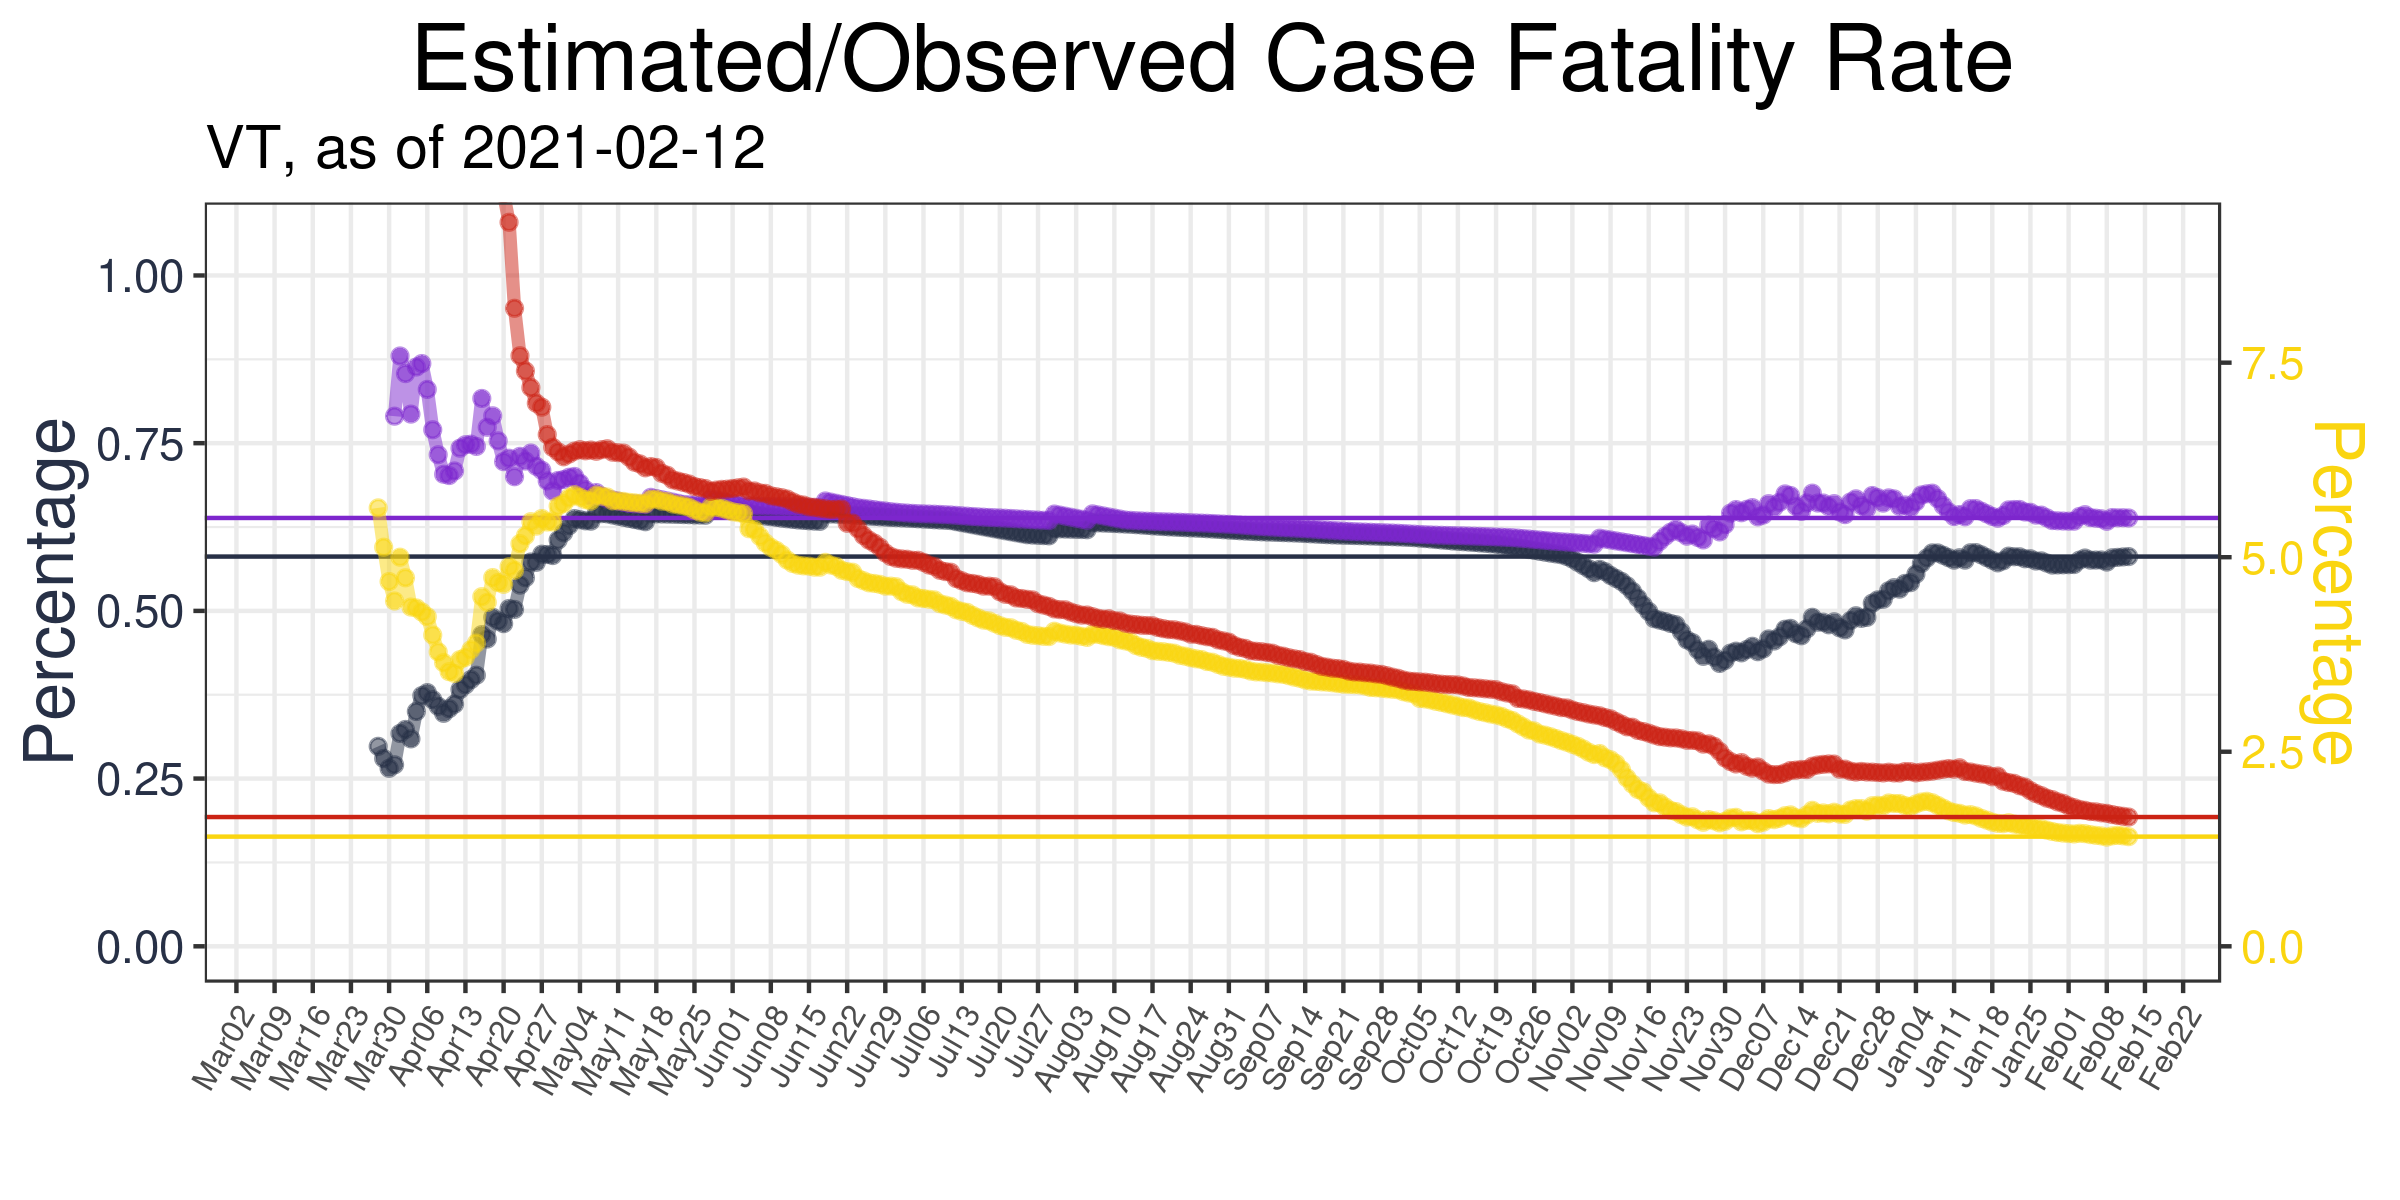 Estimated/Observed Case Fatality Rate
VT, as of 2021-02-12
Percentage
1.00
0.75
0.50
0.25
0.00
7.5
5.0
2.5
0.0
Percentage
Mar02
Mar09
Mar16
Mar23
Mar30
Apr06
Apr13
Apr20
Apr27
May04
May11
May18
May25
Jun01
Jun08
Jun15
Jun22
Jun29
Jul06
Jul13
Jul20
Jul27
Aug03
Aug10
Aug17
Aug24
Aug31
Sep07
Sep14
Sep21
Sep28
Oct05
Oct12
Oct19
Oct26
Nov02
Nov09
Nov16
Nov23
Nov30
Dec07
Dec14
Dec21
Dec28
Jan04
Jan11
Jan18
Jan25
Feb01
Feb08
Feb15
Feb22